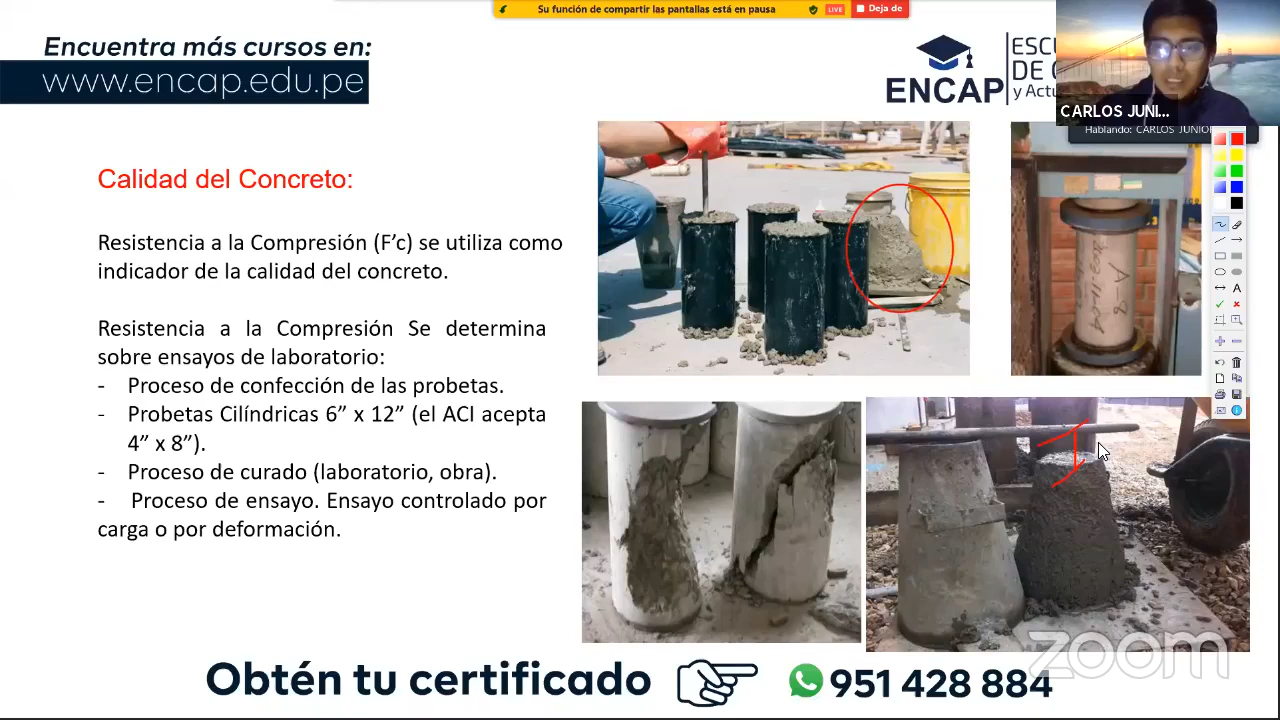 Su función de compartir las pantallas está en pausa
LIVE
Deja de
Encuentra más cursos en:
www.encap.edu.pe
ENCAP
ESCU
DE C
y Actu
CARLOS JUNI...
Hablando: CARLOS JUNIOR
Calidad del Concreto:
Resistencia a la Compresión (F’c) se utiliza como
indicador de la calidad del concreto.
Resistencia a la Compresión Se determina
sobre ensayos de laboratorio:
- Proceso de confección de las probetas.
- Probetas Cilíndricas 6” x 12” (el ACI acepta
4” x 8”).
- Proceso de curado (laboratorio, obra).
- Proceso de ensayo. Ensayo controlado por
carga o por deformación.
A-8
A
zoom
Obtén tu certificado
951 428 884